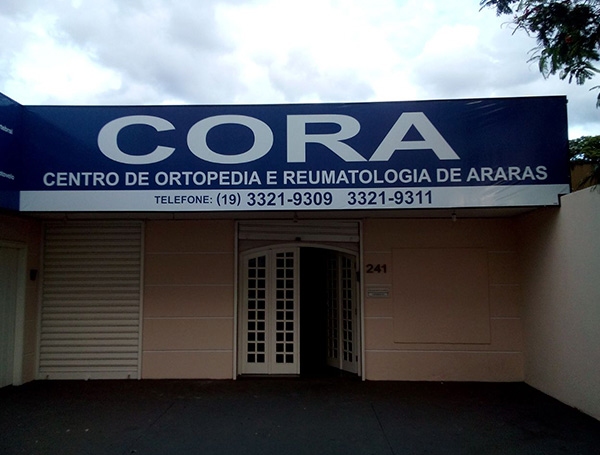 CORA
CENTRO DE ORTOPEDIA E REUMATOLOGIA DE ARARAS
TELEFONE: (19) 3321-9309 3321-9311
241